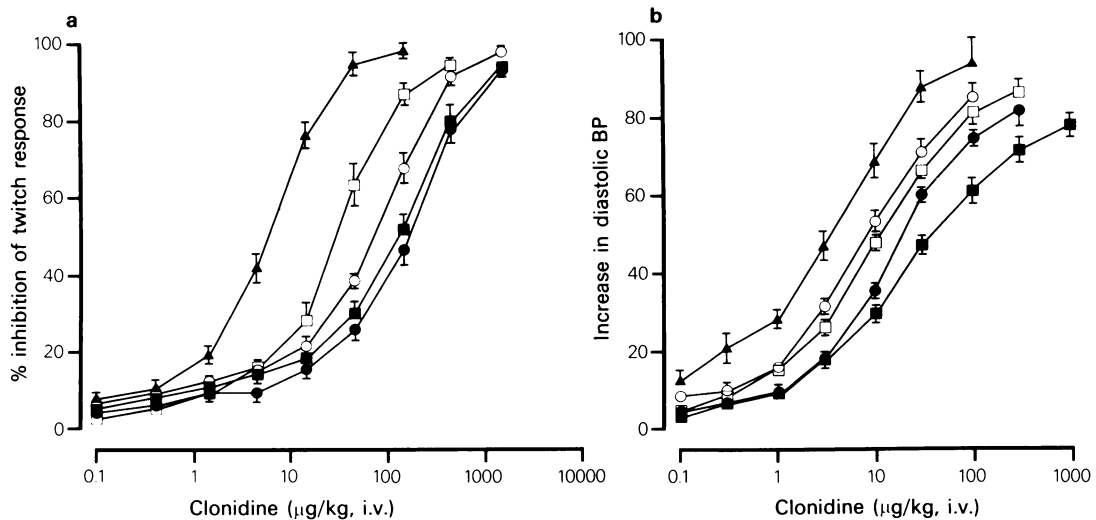 a
% inhibition of twitch response
100
80
60
40
20
0
0.1 1 10 100 1000 10000
Clonidine (µg/kg, i.v.)
b
Increase in diastolic BP
100
80
60
40
20
0
0.1 1 10 100 1000
Clonidine (µg/kg, i.v.)